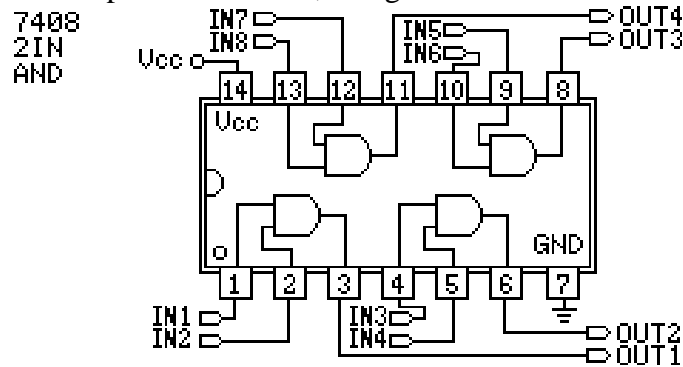 7408
2IN
AND
IN7
IN8
Vcc
IN5
IN6
OUT4
OUT3
14 13 12 11 10 9 8
Vcc
GND
1 2 3 4 5 6 7
IN1
IN2
IN3
IN4
OUT2
OUT1